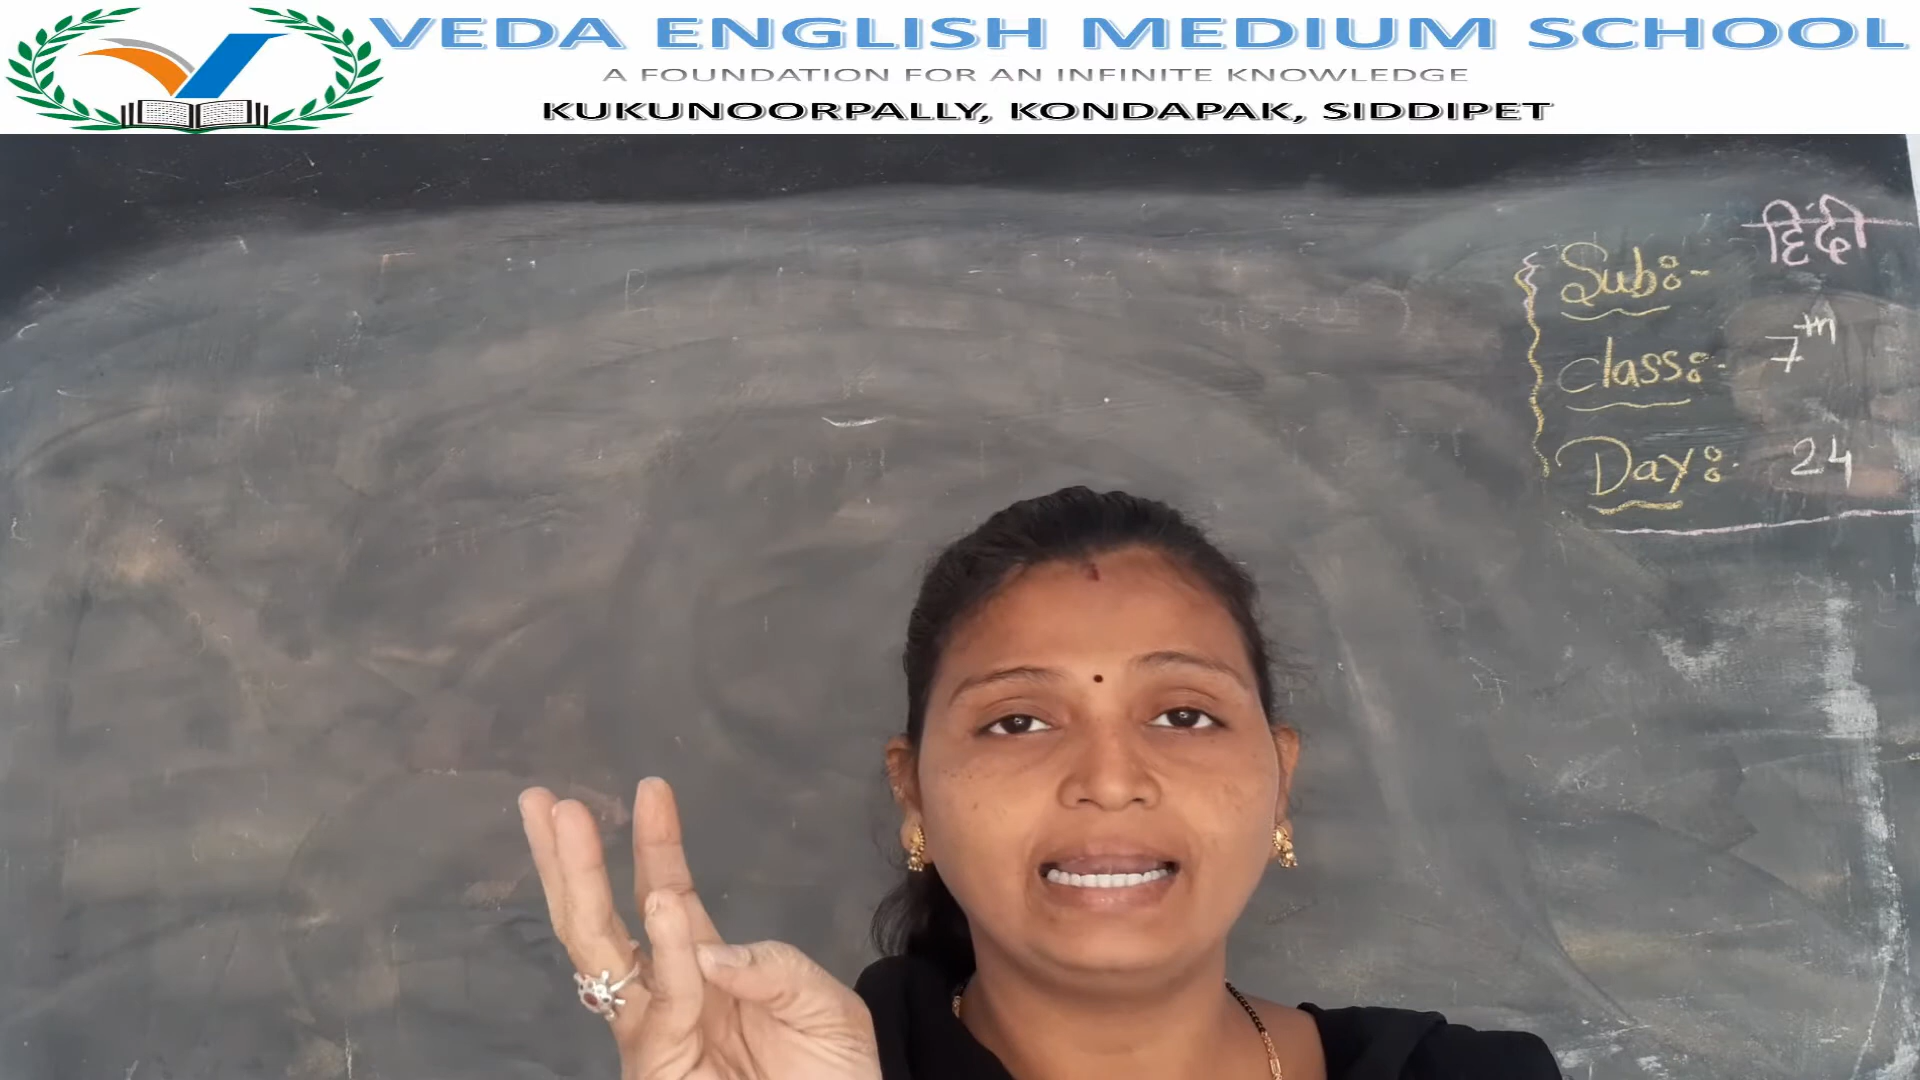 VEDA ENGLISH MEDIUM SCHOOL
A FOUNDATION FOR AN INFINITE KNOWLEDGE
KUKUNOORPALLY, KONDAPAK, SIDDIPET
Sub:- हिंदी
Class:- 7th
Day:- 24